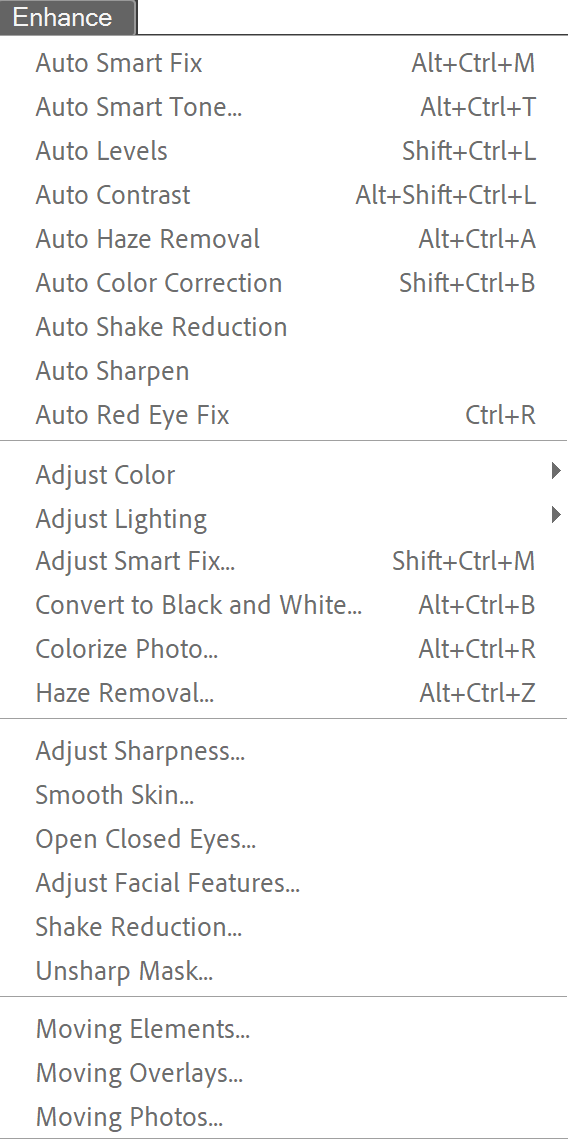 Enhance
Auto Smart Fix Alt+Ctrl+M
Auto Smart Tone... Alt+Ctrl+T
Auto Levels Shift+Ctrl+L
Auto Contrast Alt+Shift+Ctrl+L
Auto Haze Removal Alt+Ctrl+A
Auto Color Correction Shift+Ctrl+B
Auto Shake Reduction
Auto Sharpen
Auto Red Eye Fix Ctrl+R
Adjust Color
Adjust Lighting
Adjust Smart Fix... Shift+Ctrl+M
Convert to Black and White... Alt+Ctrl+B
Colorize Photo... Alt+Ctrl+R
Haze Removal... Alt+Ctrl+Z
Adjust Sharpness...
Smooth Skin...
Open Closed Eyes...
Adjust Facial Features...
Shake Reduction...
Unsharp Mask...
Moving Elements...
Moving Overlays...
Moving Photos...